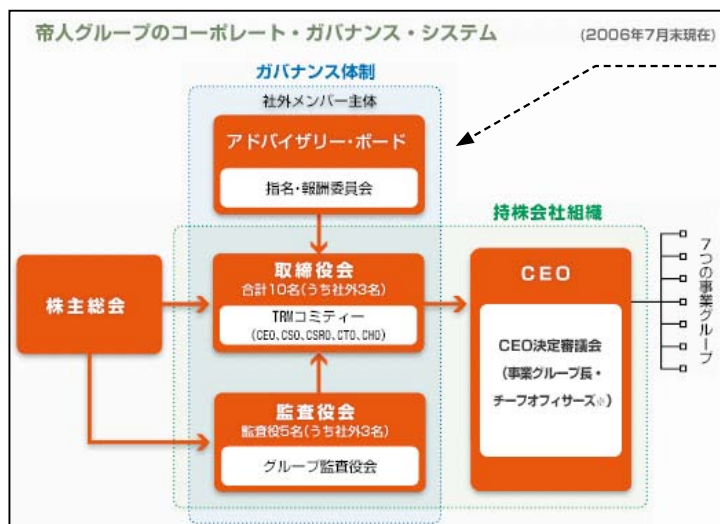 帝人グループのコーポレート・ガバナンス・システム
(2006年7月末現在)
ガバナンス体制
社外メンバー主体
アドバイザリー・ボード
指名・報酬委員会
持株会社組織
株主総会
取締役会
合計10名(うち社外3名)
TRMコミティー
(CEO、CSO、CSRO、CTO、CHO)
監査役会
監査役5名(うち社外3名)
グループ監査役会
CEO
CEO決定審議会
(事業グループ長・
チーフオフィサーズ※)
7つの事業グループ